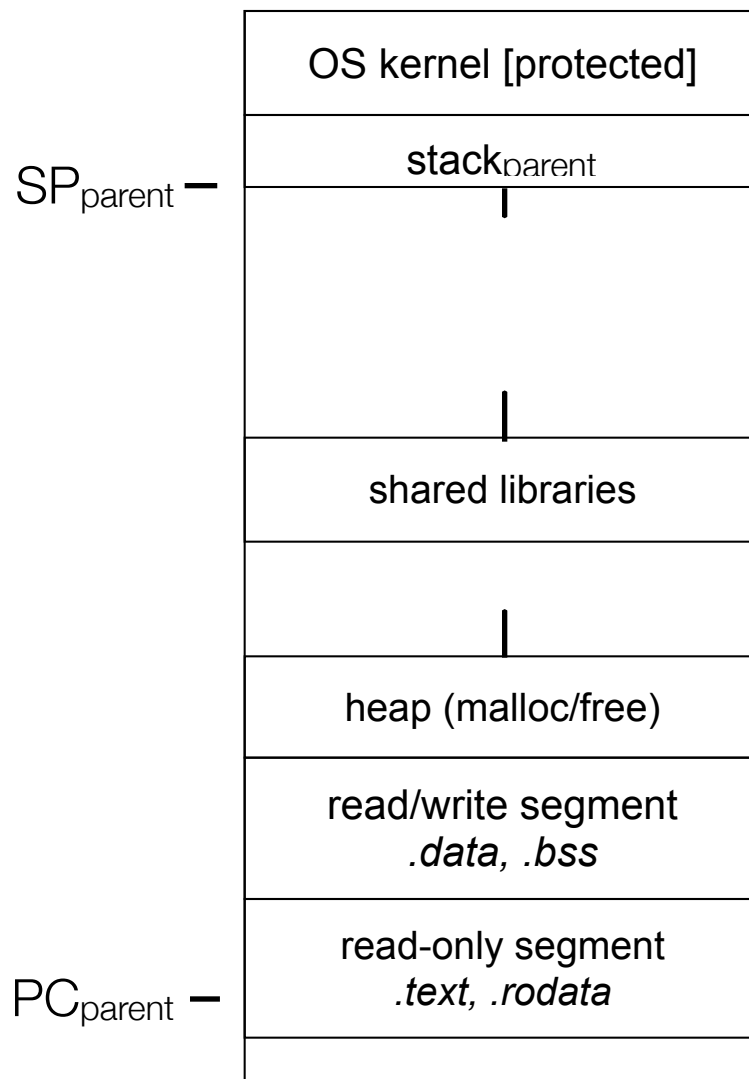 OS kernel [protected]
stackparent
SPparent
shared libraries
heap (malloc/free)
read/write segment
.data, .bss
read-only segment
.text, .rodata
PCparent